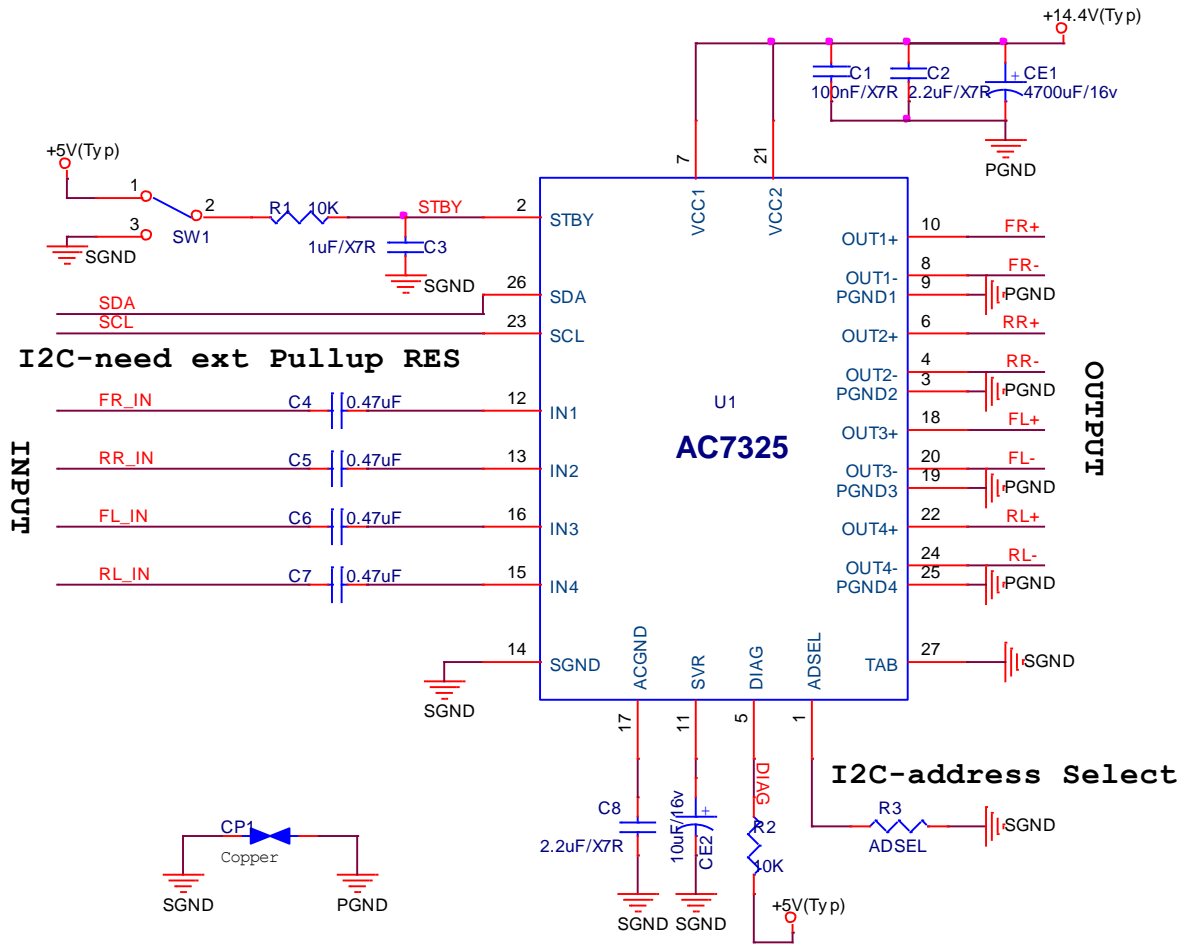 +14.4V(Typ)
C1
100nF/X7R
C2
2.2uF/X7R
CE1
+
4700uF/16v
PGND
7
21
VCC1
VCC2
+5V(Typ)
1
2
3
SW1
SGND
R1
10K
STBY
1uF/X7R
C3
SGND
2
STBY
SDA
26
SDA
SCL
23
SCL
I2C-need ext Pullup RES
INPUT
FR_IN
C4
0.47uF
12
IN1
RR_IN
C5
0.47uF
13
IN2
FL_IN
C6
0.47uF
16
IN3
RL_IN
C7
0.47uF
15
IN4
14
SGND
SGND
U1
AC7325
OUT1+
10
FR+
OUT1-
8
FR-
PGND1
9
PGND
OUT2+
6
RR+
OUT2-
4
RR-
PGND2
3
PGND
OUT3+
18
FL+
OUT3-
20
FL-
PGND3
19
PGND
OUT4+
22
RL+
OUT4-
24
RL-
PGND4
25
PGND
OUTPUT
TAB
27
SGND
ACGND
SVR
DIAG
ADSEL
17
11
5
1
I2C-address Select
C8
2.2uF/X7R
SGND
10uF/16v
+
CE2
SGND
DIAG
R2
10K
+5V(Typ)
R3
ADSEL
SGND
CP1
Copper
SGND
PGND